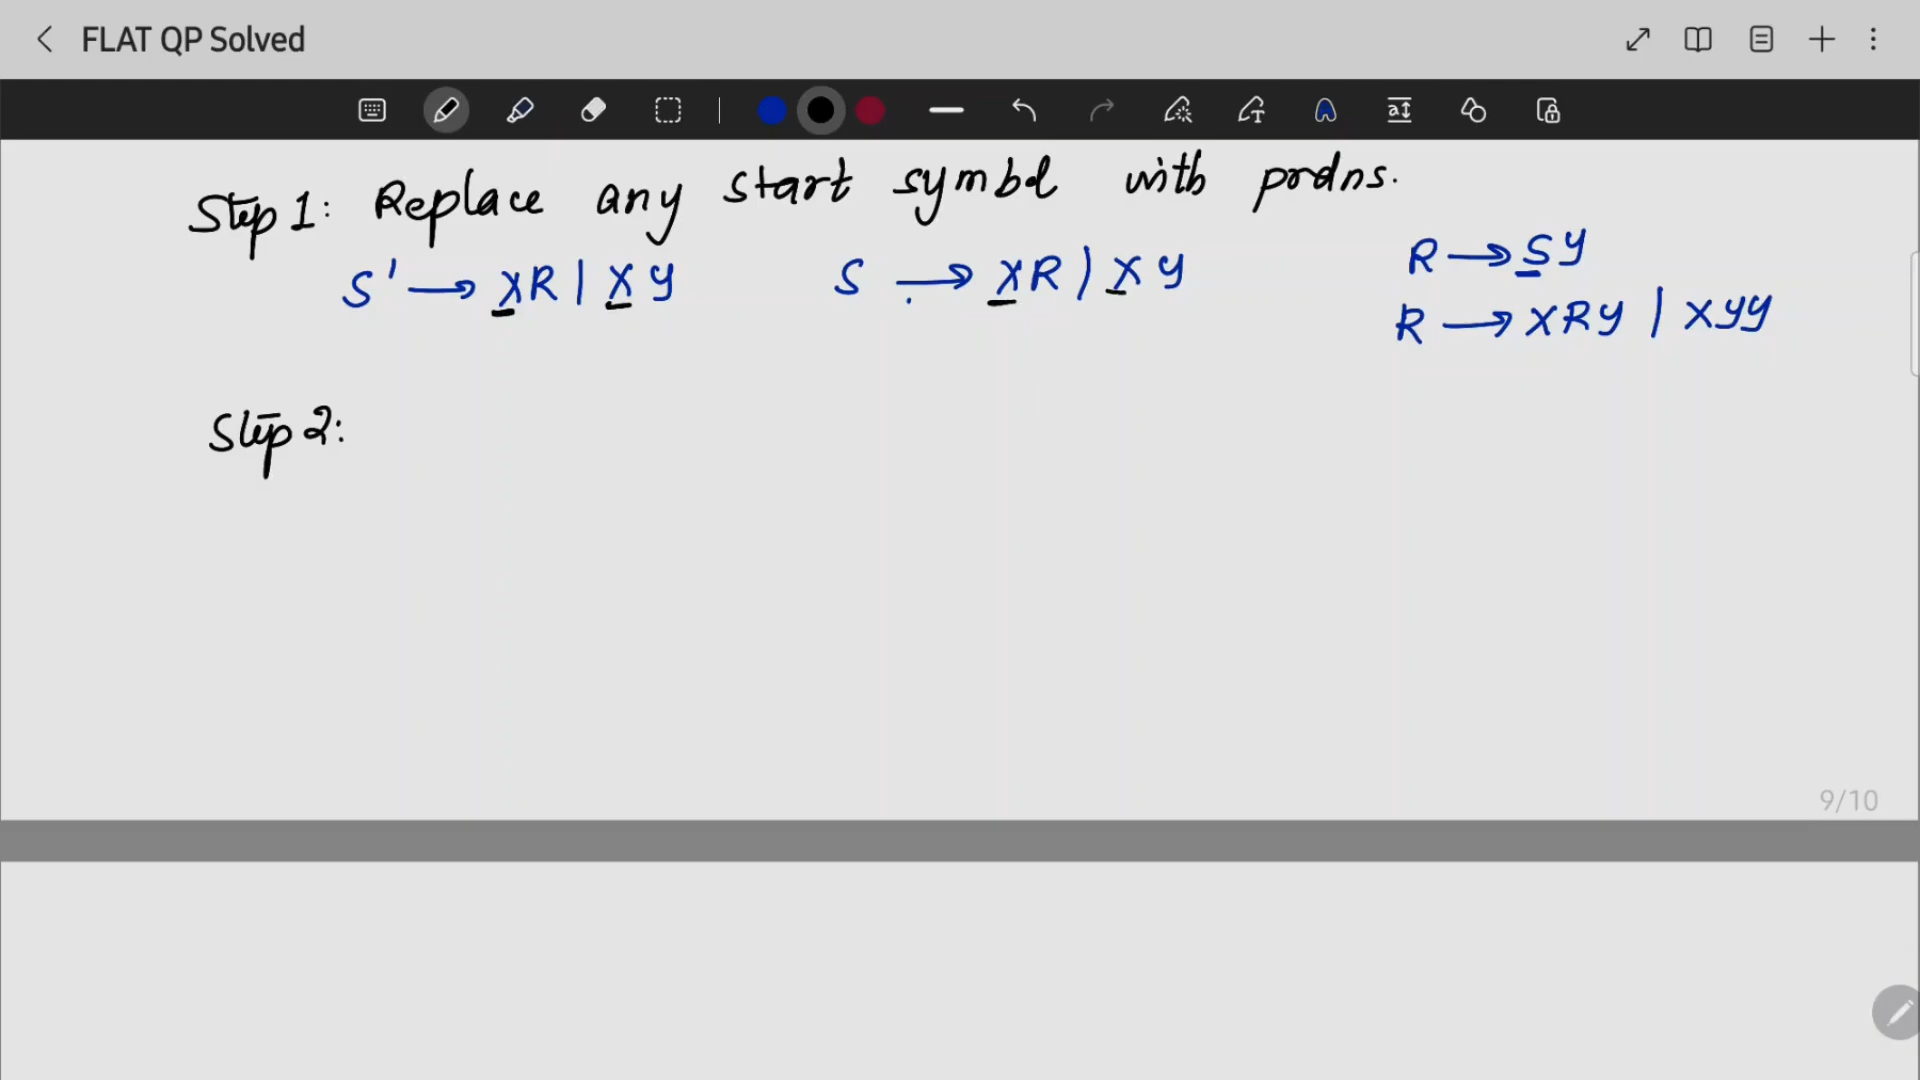 FLAT QP Solved
Step 1: Replace any start symbol with prdns.
S' → XR | XY
S → XR | XY
R → SY
R → XRY | XYY
Step 2:
9/10